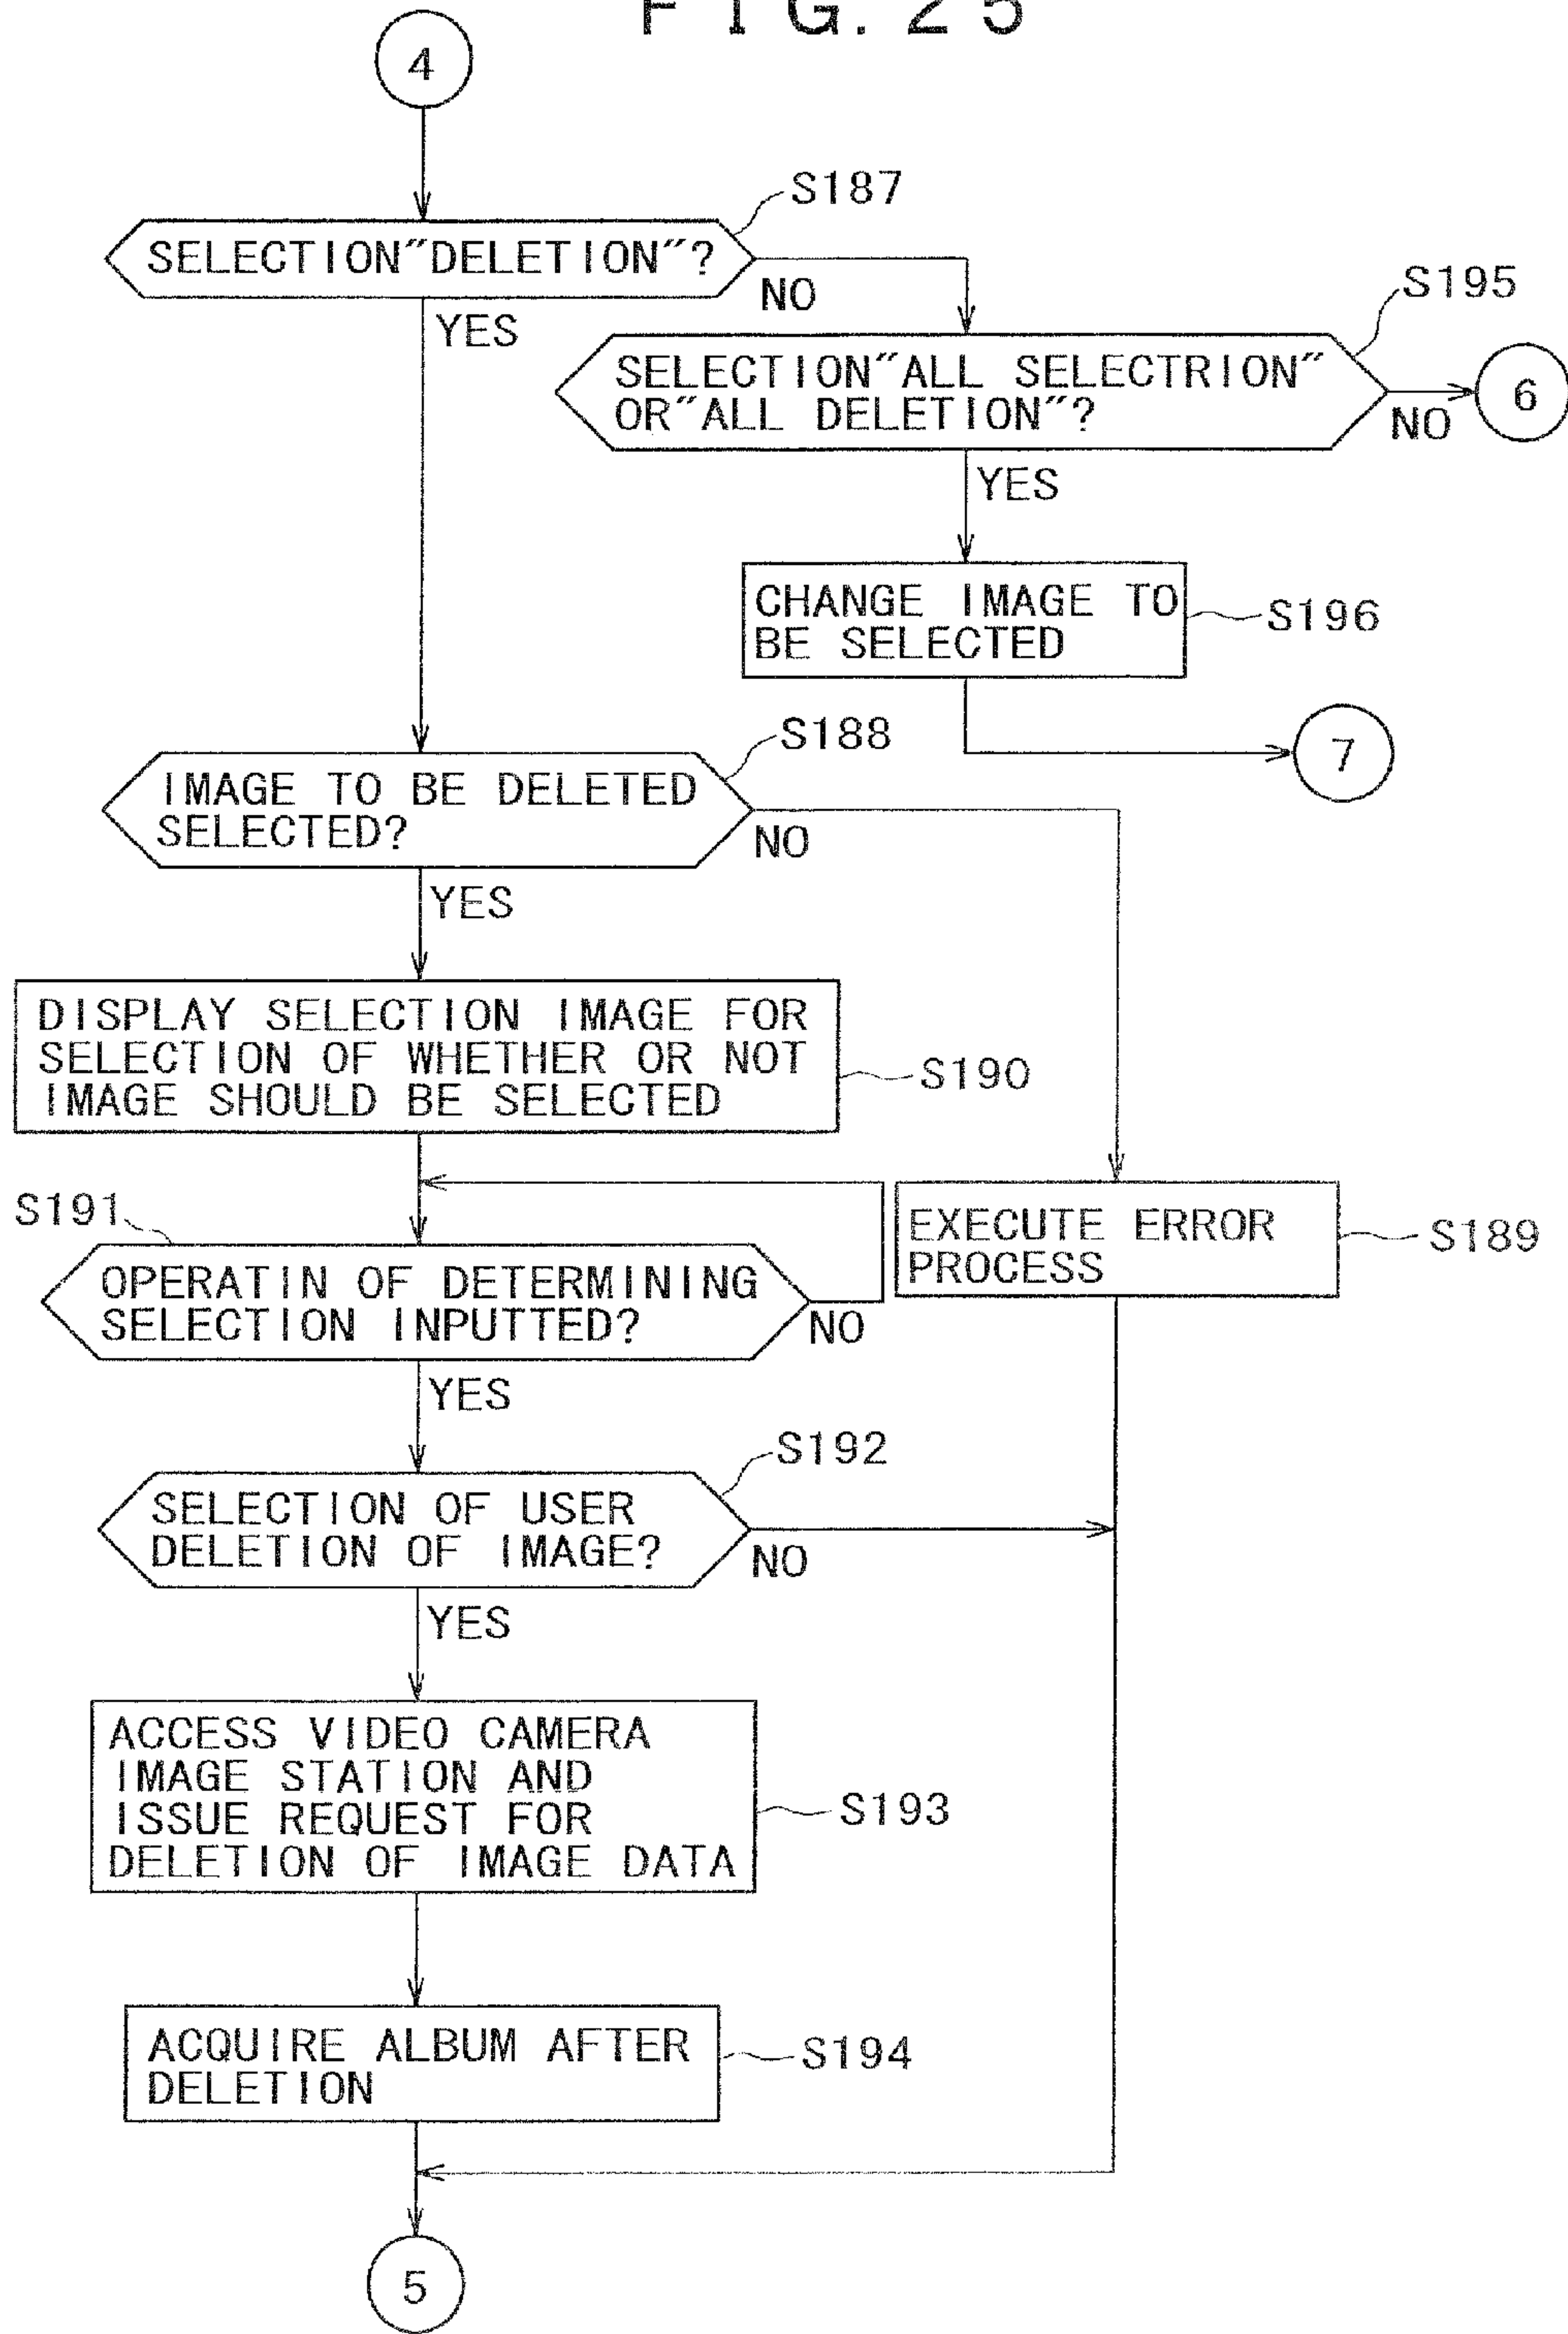 FIG. 25
4
S187
SELECTION"DELETION"?
NO
YES
S195
SELECTION"ALL SELECTRION"
OR"ALL DELETION"?
NO
6
YES
CHANGE IMAGE TO
BE SELECTED
S196
7
S188
IMAGE TO BE DELETED
SELECTED?
NO
YES
DISPLAY SELECTION IMAGE FOR
SELECTION OF WHETHER OR NOT
IMAGE SHOULD BE SELECTED
S190
S191
OPERATIN OF DETERMINING
SELECTION INPUTTED?
NO
YES
EXECUTE ERROR
PROCESS
S189
S192
SELECTION OF USER
DELETION OF IMAGE?
NO
YES
ACCESS VIDEO CAMERA
IMAGE STATION AND
ISSUE REQUEST FOR
DELETION OF IMAGE DATA
S193
ACQUIRE ALBUM AFTER
DELETION
S194
5